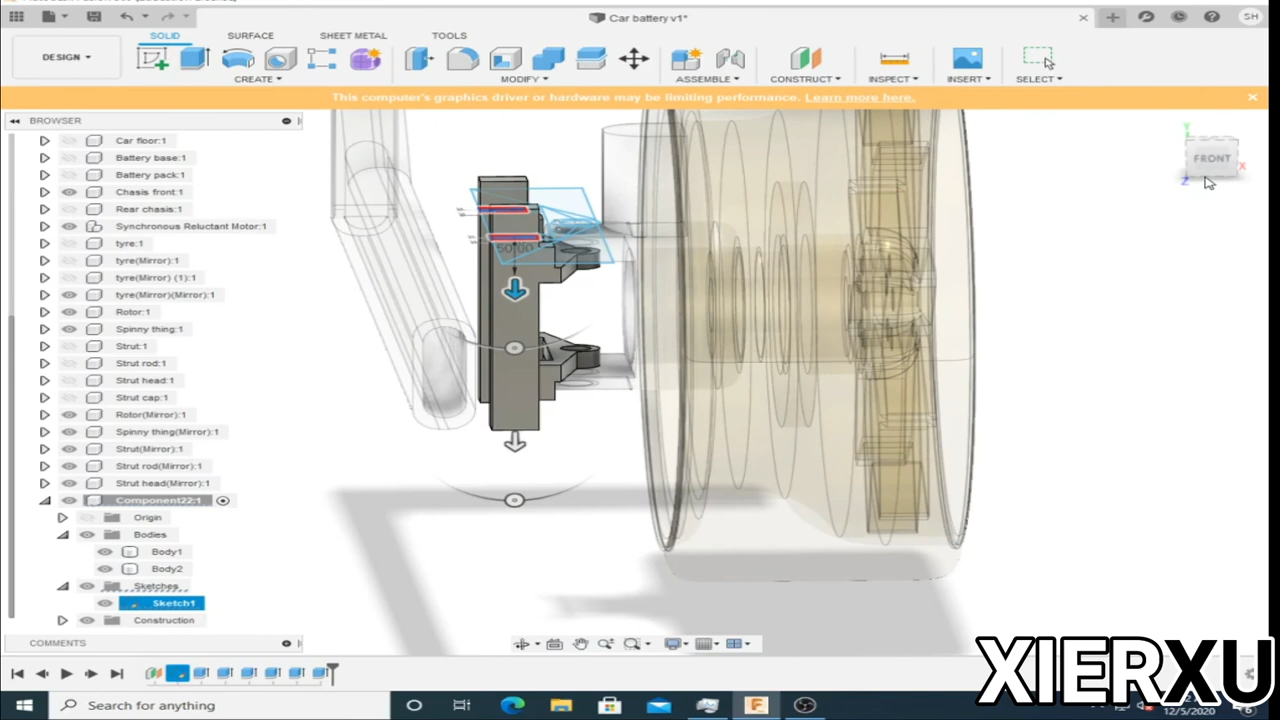 Car battery v1*
SH
DESIGN
SOLID
SURFACE
SHEET METAL
TOOLS
CREATE
MODIFY
ASSEMBLE
CONSTRUCT
INSPECT
INSERT
SELECT
This computer's graphics driver or hardware may be limiting performance. Learn more here.
BROWSER
Car floor:1
Battery base:1
Battery pack:1
Chasis front:1
Rear chasis:1
Synchronous Reluctant Motor:1
tyre:1
tyre(Mirror):1
tyre(Mirror) (1):1
tyre(Mirror)(Mirror):1
Rotor:1
Spinny thing:1
Strut:1
Strut rod:1
Strut head:1
Strut cap:1
Rotor(Mirror):1
Spinny thing(Mirror):1
Strut(Mirror):1
Strut rod(Mirror):1
Strut head(Mirror):1
Component22:1
Origin
Bodies
Body1
Body2
Sketches
Sketch1
Construction
COMMENTS
50.00
Y
FRONT
X
Z
XIERXU
Search for anything
12/5/2020